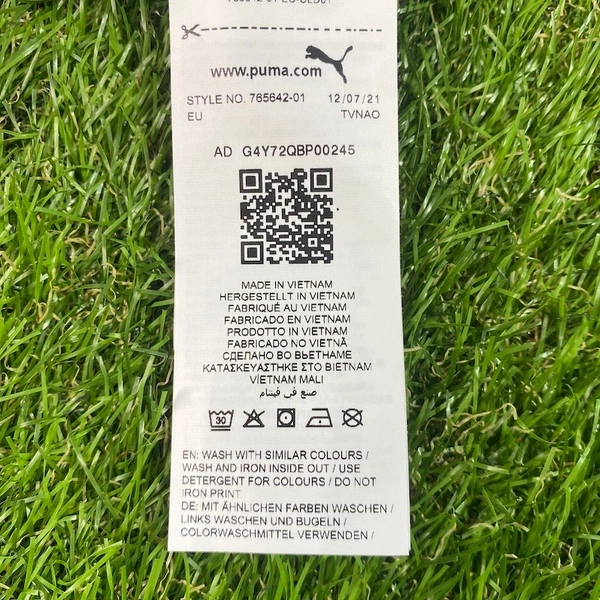 www.puma.com
STYLE NO. 765642-01 12/07/21
EU TVNAO
AD G4Y72QBP00245
MADE IN VIETNAM
HERGESTELLT IN VIETNAM
FABRIQUÉ AU VIETNAM
FABRICADO EN VIETNAM
PRODOTTO IN VIETNAM
FABRICADO NO VIETNÃ
СДЕЛАНО ВО ВЬЕТНАМЕ
ΚΑΤΑΣΚΕΥΑΣΤΗΚΕ ΣΤΟ ΒΙΕΤΝΑΜ
VİETNAM MALI
صنع في فيتنام
30
EN: WASH WITH SIMILAR COLOURS /
WASH AND IRON INSIDE OUT / USE
DETERGENT FOR COLOURS / DO NOT
IRON PRINT
DE: MIT ÄHNLICHEN FARBEN WASCHEN /
LINKS WASCHEN UND BÜGELN /
COLORWASCHMITTEL VERWENDEN /